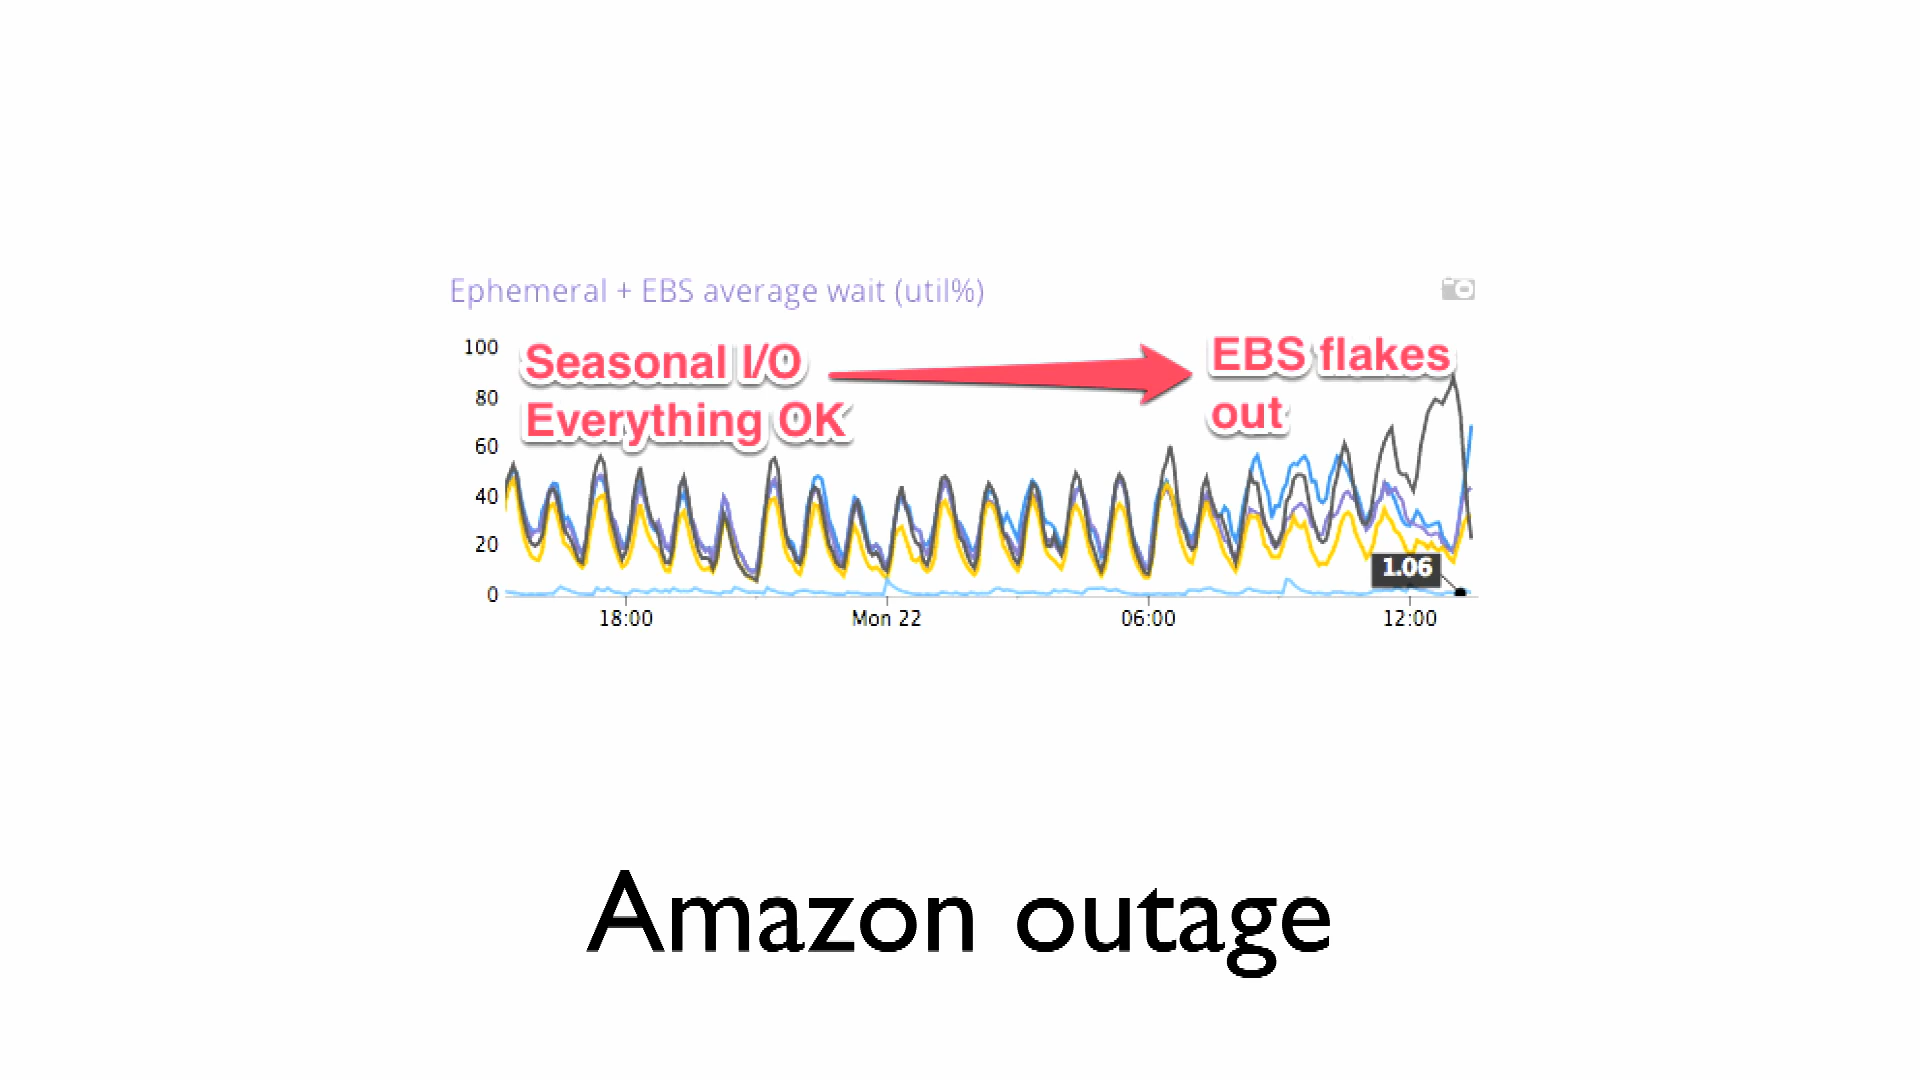 Ephemeral + EBS average wait (util%)
100
80
60
40
20
0
Seasonal I/O
Everything OK
EBS flakes
out
1.06
18:00
Mon 22
06:00
12:00
Amazon outage